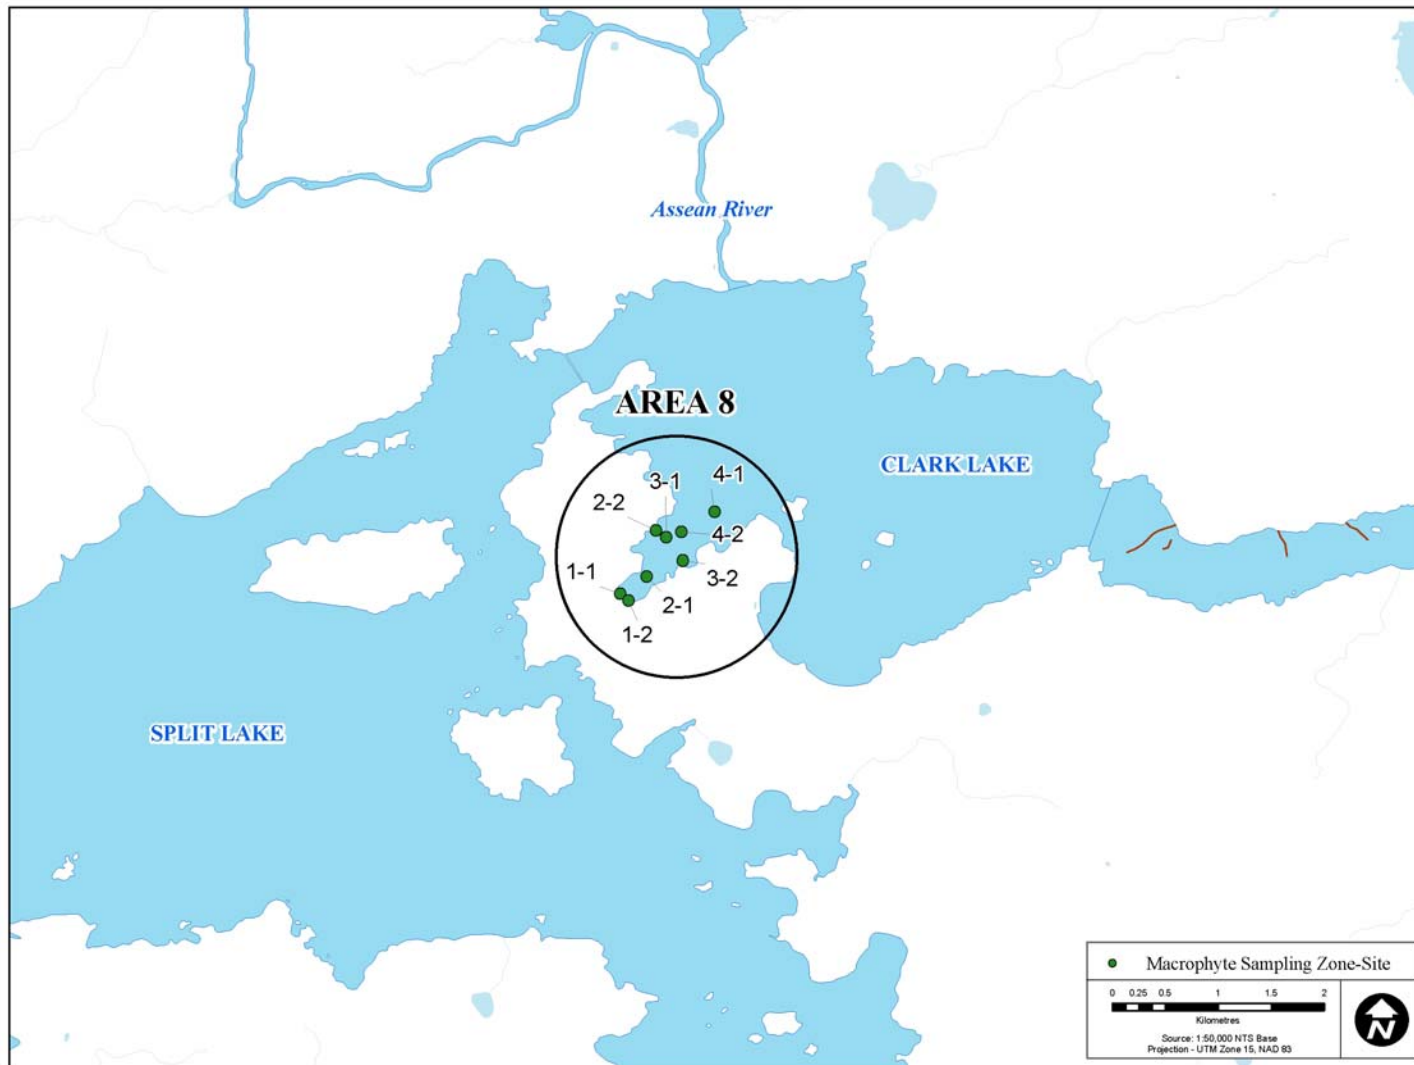 Assean River
AREA 8
CLARK LAKE
3-1
4-1
2-2
4-2
1-1
3-2
2-1
1-2
SPLIT LAKE
Macrophyte Sampling Zone-Site
0 0.25 0.5 1 1.5 2
Kilometres
Source: 1:50,000 NTS Base
Projection - UTM Zone 15, NAD 83
N